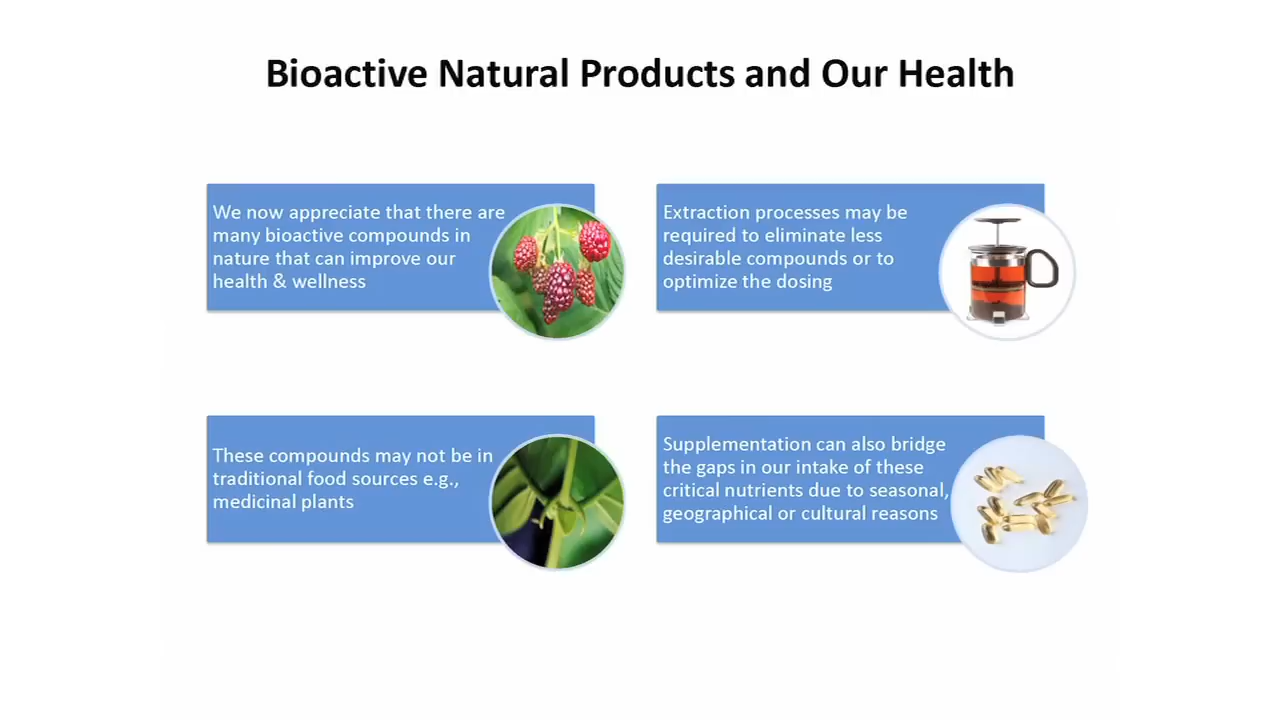 Bioactive Natural Products and Our Health
We now appreciate that there are
many bioactive compounds in
nature that can improve our
health & wellness
Extraction processes may be
required to eliminate less
desirable compounds or to
optimize the dosing
These compounds may not be in
traditional food sources e.g.,
medicinal plants
Supplementation can also bridge
the gaps in our intake of these
critical nutrients due to seasonal,
geographical or cultural reasons